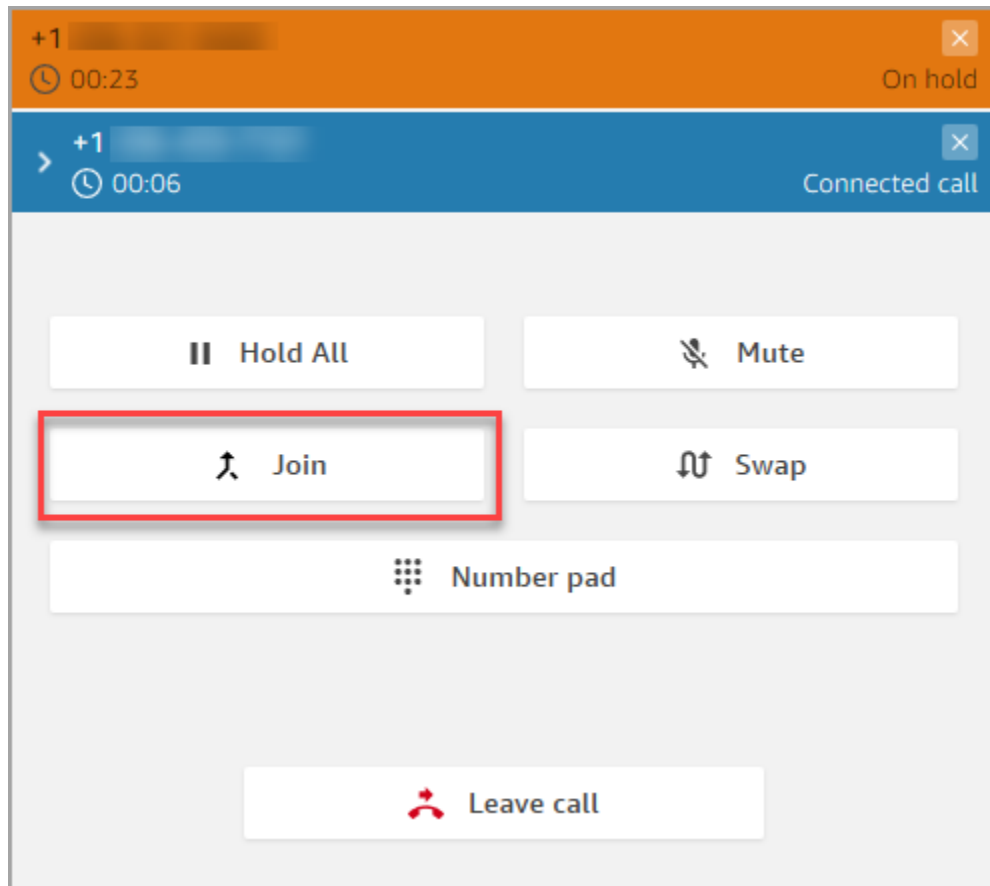 +1
00:23 On hold
+1
00:06 Connected call
Hold All Mute
Join Swap
Number pad
Leave call